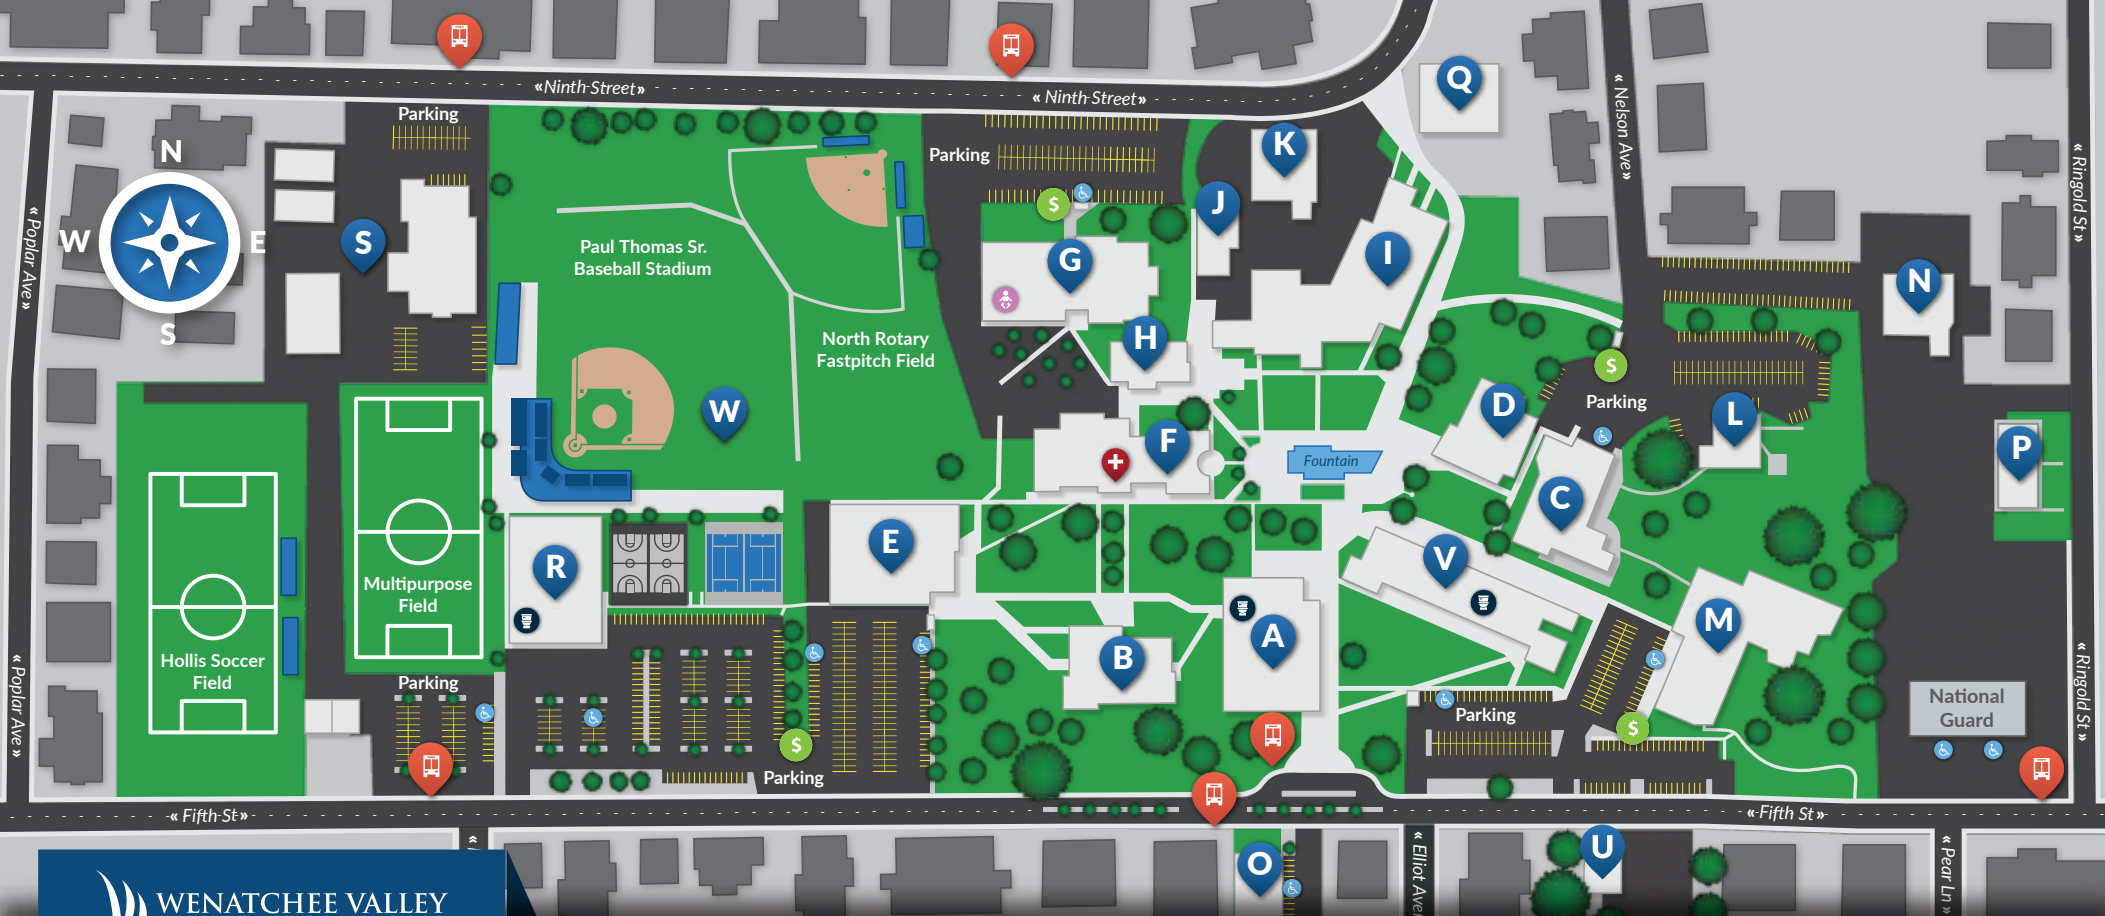 «Ninth-Street»
«Ninth-Street»
Q
« Nelson Ave»
« Ringold St »
Parking
Parking
N
W
E
S
« Poplar Ave»
S
K
J
I
G
H
N
Paul Thomas Sr.
Baseball Stadium
North Rotary
Fastpitch Field
W
$
$
D
Parking
L
P
F
Fountain
C
E
R
V
A
B
M
Multipurpose
Field
Hollis Soccer
Field
Parking
« Poplar Ave »
$
Parking
Parking
$
National
Guard
« Ringold St »
« Fifth-St»
« Fifth St»
«
O
« Elliot Aven
U
« Pear Ln »
WENATCHEE VALLEY